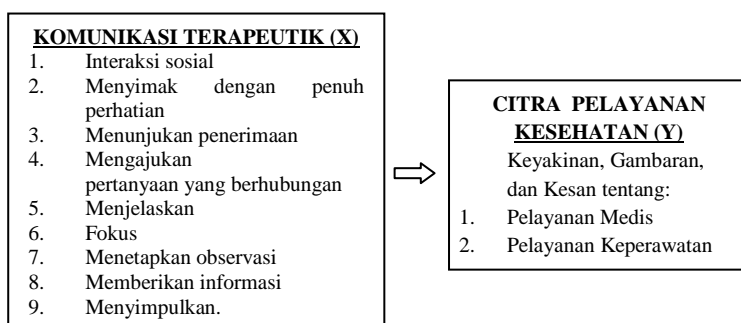 KOMUNIKASI TERAPEUTIK (X)
1. Interaksi sosial
2. Menyimak dengan penuh
perhatian
3. Menunjukan penerimaan
4. Mengajukan
pertanyaan yang berhubungan
5. Menjelaskan
6. Fokus
7. Menetapkan observasi
8. Memberikan informasi
9. Menyimpulkan.
CITRA PELAYANAN
KESEHATAN (Y)
Keyakinan, Gambaran,
dan Kesan tentang:
1. Pelayanan Medis
2. Pelayanan Keperawatan